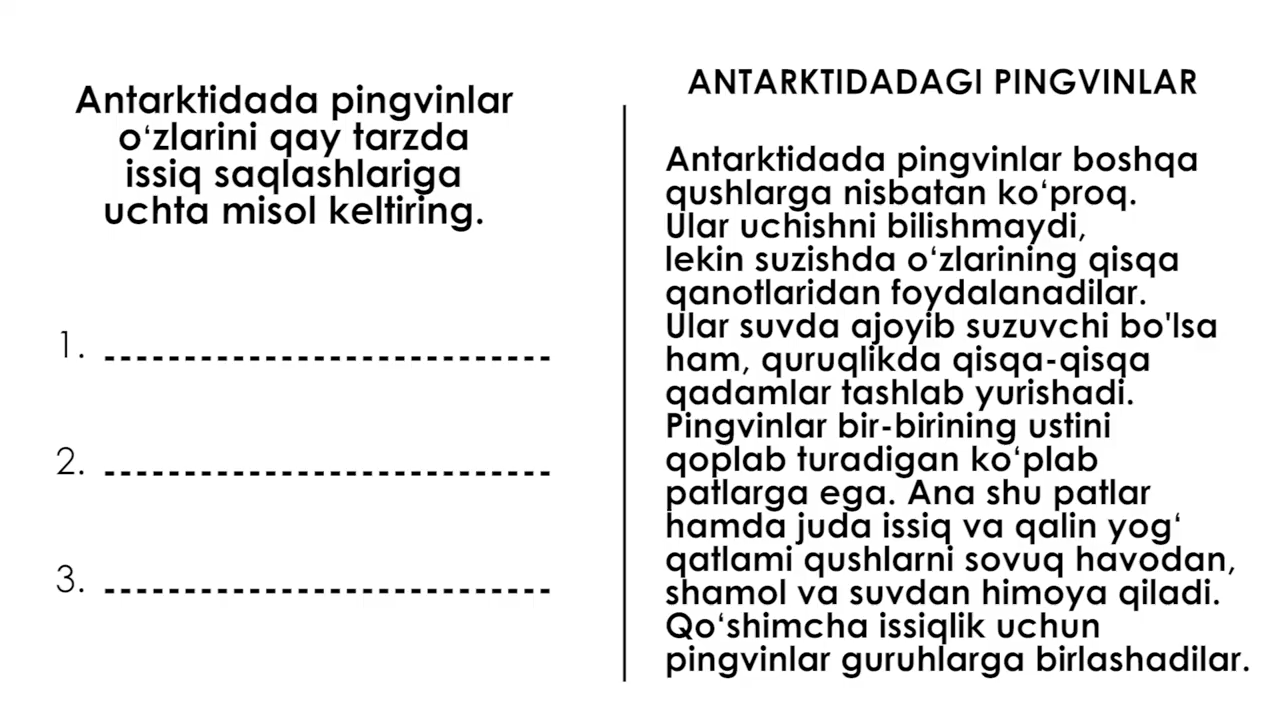 Antarktidada pingvinlar
o‘zlarini qay tarzda
issiq saqlashlariga
uchta misol keltiring.
1. ----------------------------
2. ----------------------------
3. ----------------------------
ANTARKTIDADAGI PINGVINLAR
Antarktidada pingvinlar boshqa
qushlarga nisbatan ko‘proq.
Ular uchishni bilishmaydi,
lekin suzishda o‘zlarining qisqa
qanotlaridan foydalanadilar.
Ular suvda ajoyib suzuvchi bo'lsa
ham, quruqlikda qisqa-qisqa
qadamlar tashlab yurishadi.
Pingvinlar bir-birining ustini
qoplab turadigan ko‘plab
patlarga ega. Ana shu patlar
hamda juda issiq va qalin yog‘
qatlami qushlarni sovuq havodan,
shamol va suvdan himoya qiladi.
Qo‘shimcha issiqlik uchun
pingvinlar guruhlarga birlashadilar.